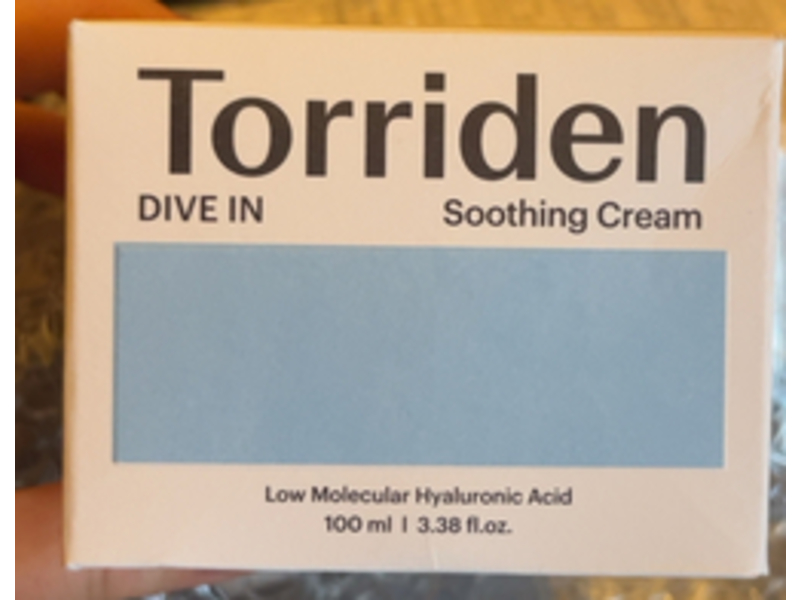 Torriden
DIVE IN Soothing Cream
Low Molecular Hyaluronic Acid
100 ml | 3.38 fl.oz.